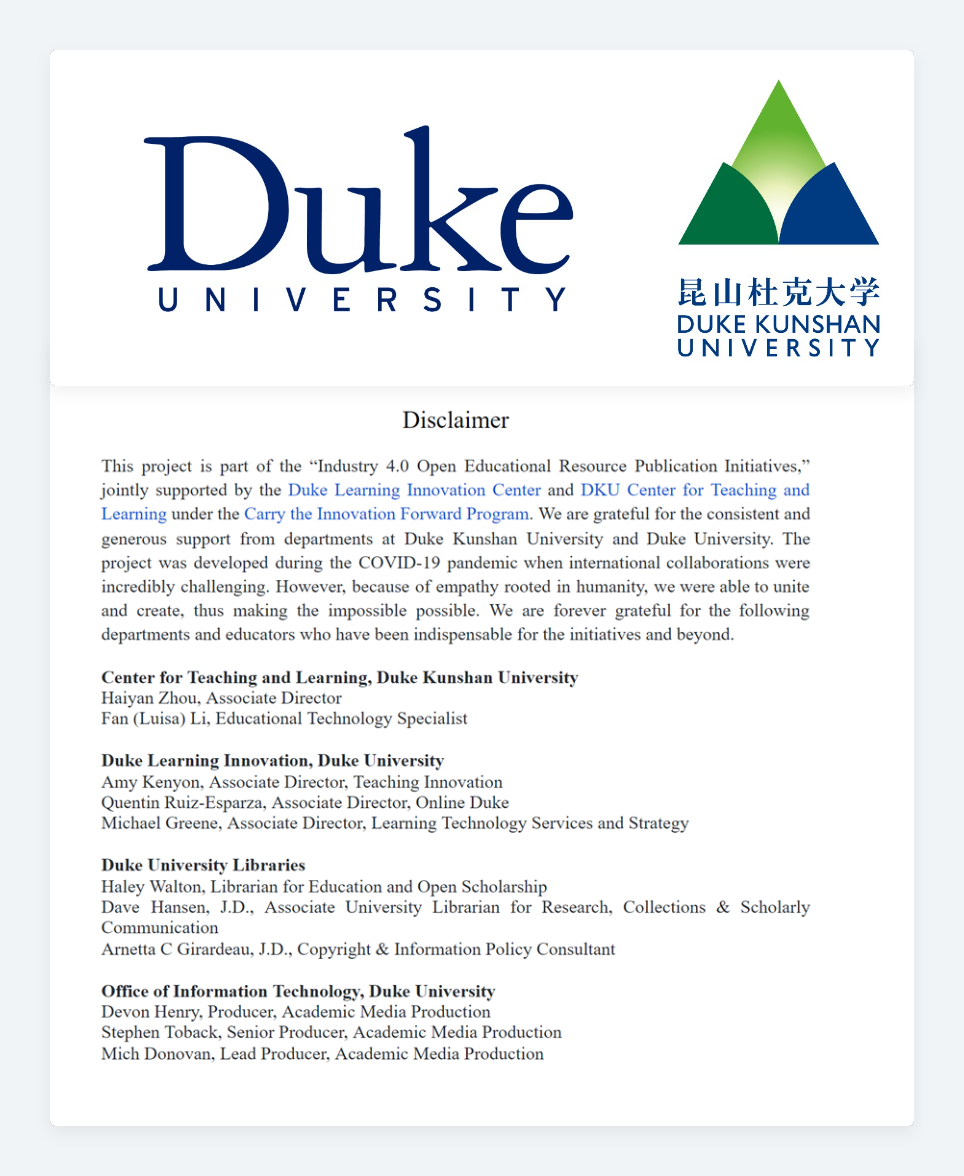 Duke
UNIVERSITY
昆山杜克大学
DUKE KUNSHAN
UNIVERSITY
Disclaimer
This project is part of the “Industry 4.0 Open Educational Resource Publication Initiatives,”
jointly supported by the Duke Learning Innovation Center and DKU Center for Teaching and
Learning under the Carry the Innovation Forward Program. We are grateful for the consistent and
generous support from departments at Duke Kunshan University and Duke University. The
project was developed during the COVID-19 pandemic when international collaborations were
incredibly challenging. However, because of empathy rooted in humanity, we were able to unite
and create, thus making the impossible possible. We are forever grateful for the following
departments and educators who have been indispensable for the initiatives and beyond.
Center for Teaching and Learning, Duke Kunshan University
Haiyan Zhou, Associate Director
Fan (Luisa) Li, Educational Technology Specialist
Duke Learning Innovation, Duke University
Amy Kenyon, Associate Director, Teaching Innovation
Quentin Ruiz-Esparza, Associate Director, Online Duke
Michael Greene, Associate Director, Learning Technology Services and Strategy
Duke University Libraries
Haley Walton, Librarian for Education and Open Scholarship
Dave Hansen, J.D., Associate University Librarian for Research, Collections & Scholarly
Communication
Arnetta C Girardeau, J.D., Copyright & Information Policy Consultant
Office of Information Technology, Duke University
Devon Henry, Producer, Academic Media Production
Stephen Toback, Senior Producer, Academic Media Production
Mich Donovan, Lead Producer, Academic Media Production